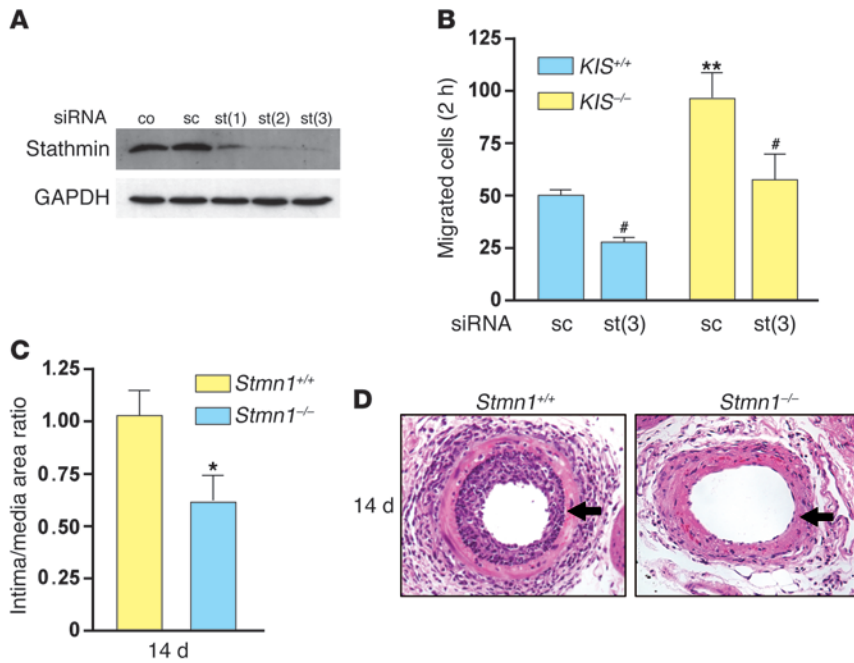 A
siRNA co sc st(1) st(2) st(3)
Stathmin
GAPDH
B
Migrated cells (2 h)
125
100
75
50
25
0
KIS+/+
KIS–/–
**
#
#
siRNA sc st(3) sc st(3)
C
Intima/media area ratio
1.25
1.00
0.75
0.50
0.25
0
Stmn1+/+
Stmn1–/–
*
14 d
D
Stmn1+/+ Stmn1–/–
14 d